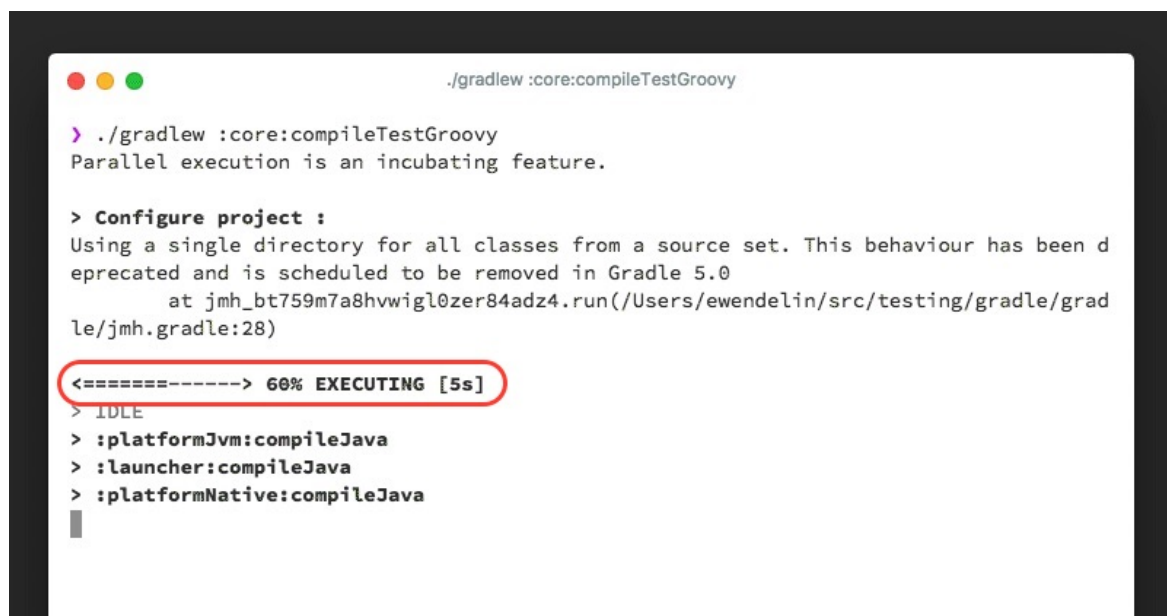 ./gradlew :core:compileTestGroovy
❯ ./gradlew :core:compileTestGroovy
Parallel execution is an incubating feature.
> Configure project :
Using a single directory for all classes from a source set. This behaviour has been d
eprecated and is scheduled to be removed in Gradle 5.0
at jmh_bt759m7a8hvwigl0zer84adz4.run(/Users/ewendelin/src/testing/gradle/grad
le/jmh.gradle:28)
<=======------> 60% EXECUTING [5s]
> IDLE
> :platformJvm:compileJava
> :launcher:compileJava
> :platformNative:compileJava